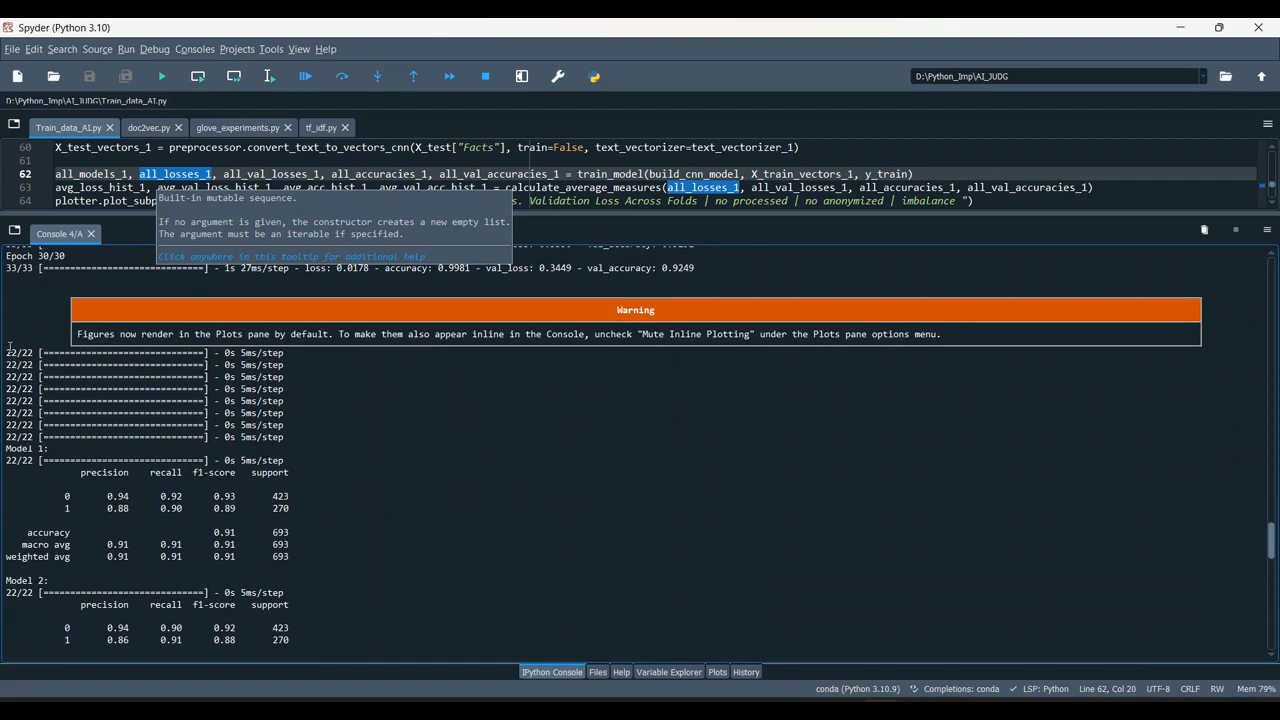 Spyder (Python 3.10)
File Edit Search Source Run Debug Consoles Projects Tools View Help
D:\Python_Imp\AI_JUDG
D:\Python_Imp\AI_JUDG\Train_data_AI.py
Train_data_AI.py doc2vec.py glove_experiments.py tf_idf.py
60 X_test_vectors_1 = preprocessor.convert_text_to_vectors_cnn(X_test["Facts"], train=False, text_vectorizer=text_vectorizer_1)
61
62 all_models_1, all_losses_1, all_val_losses_1, all_accuracies_1, all_val_accuracies_1 = train_model(build_cnn_model, X_train_vectors_1, y_train)
63 avg_loss_hist_1, avg_val_loss_hist_1, avg_acc_hist_1, avg_val_acc_hist_1 = calculate_average_measures(all_losses_1, all_val_losses_1, all_accuracies_1, all_val_accuracies_1)
64 plotter.plot_subp s. Validation Loss Across Folds | no processed | no anonymized | imbalance ")
Built-in mutable sequence.
If no argument is given, the constructor creates a new empty list.
The argument must be an iterable if specified.
Click anywhere in this tooltip for additional help
Console 4/A
Epoch 30/30
33/33 [==============================] - 1s 27ms/step - loss: 0.0178 - accuracy: 0.9981 - val_loss: 0.3449 - val_accuracy: 0.9249
Warning
Figures now render in the Plots pane by default. To make them also appear inline in the Console, uncheck "Mute Inline Plotting" under the Plots pane options menu.
22/22 [==============================] - 0s 5ms/step
22/22 [==============================] - 0s 5ms/step
22/22 [==============================] - 0s 5ms/step
22/22 [==============================] - 0s 5ms/step
22/22 [==============================] - 0s 5ms/step
22/22 [==============================] - 0s 5ms/step
22/22 [==============================] - 0s 5ms/step
22/22 [==============================] - 0s 5ms/step
Model 1:
22/22 [==============================] - 0s 5ms/step
precision recall f1-score support
0 0.94 0.92 0.93 423
1 0.88 0.90 0.89 270
accuracy 0.91 693
macro avg 0.91 0.91 0.91 693
weighted avg 0.91 0.91 0.91 693
Model 2:
22/22 [==============================] - 0s 5ms/step
precision recall f1-score support
0 0.94 0.90 0.92 423
1 0.86 0.91 0.88 270
IPython Console Files Help Variable Explorer Plots History
conda (Python 3.10.9) Completions: conda LSP: Python Line 62, Col 20 UTF-8 CRLF RW Mem 79%